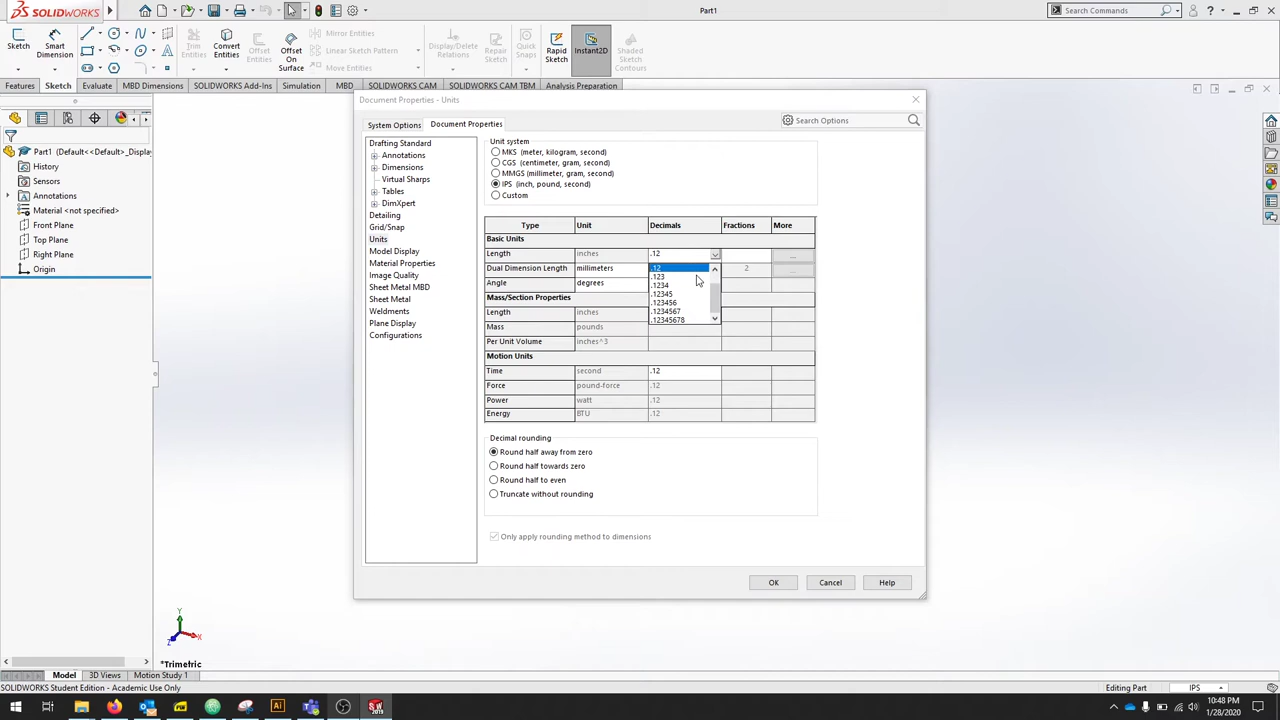 SOLIDWORKS
Part1
Search Commands
Sketch
Smart Dimension
Trim Entities
Convert Entities
Offset Entities
Offset On Surface
Mirror Entities
Linear Sketch Pattern
Move Entities
Display/Delete Relations
Repair Sketch
Quick Snaps
Rapid Sketch
Instant2D
Shaded Sketch Contours
Features
Sketch
Evaluate
MBD Dimensions
SOLIDWORKS Add-Ins
Simulation
MBD
SOLIDWORKS CAM
SOLIDWORKS CAM TBM
Analysis Preparation
Part1 (Default<<Default>_Display
History
Sensors
Annotations
Material <not specified>
Front Plane
Top Plane
Right Plane
Origin
Document Properties - Units
System Options
Document Properties
Search Options
Drafting Standard
Annotations
Dimensions
Virtual Sharps
Tables
DimXpert
Detailing
Grid/Snap
Units
Model Display
Material Properties
Image Quality
Sheet Metal MBD
Sheet Metal
Weldments
Plane Display
Configurations
Unit system
MKS (meter, kilogram, second)
CGS (centimeter, gram, second)
MMGS (millimeter, gram, second)
IPS (inch, pound, second)
Custom
Type Unit Decimals Fractions More
Basic Units
Length inches .12 ...
Dual Dimension Length millimeters .12 2 ...
Angle degrees
.123
.1234
.12345
.123456
.1234567
.12345678
Mass/Section Properties
Length inches
Mass pounds
Per Unit Volume inches^3
Motion Units
Time second .12
Force pound-force .12
Power watt .12
Energy BTU .12
Decimal rounding
Round half away from zero
Round half towards zero
Round half to even
Truncate without rounding
Only apply rounding method to dimensions
OK
Cancel
Help
Y
X
Z
*Trimetric
Model
3D Views
Motion Study 1
SOLIDWORKS Student Edition - Academic Use Only
Editing Part
IPS
10:48 PM
1/28/2020